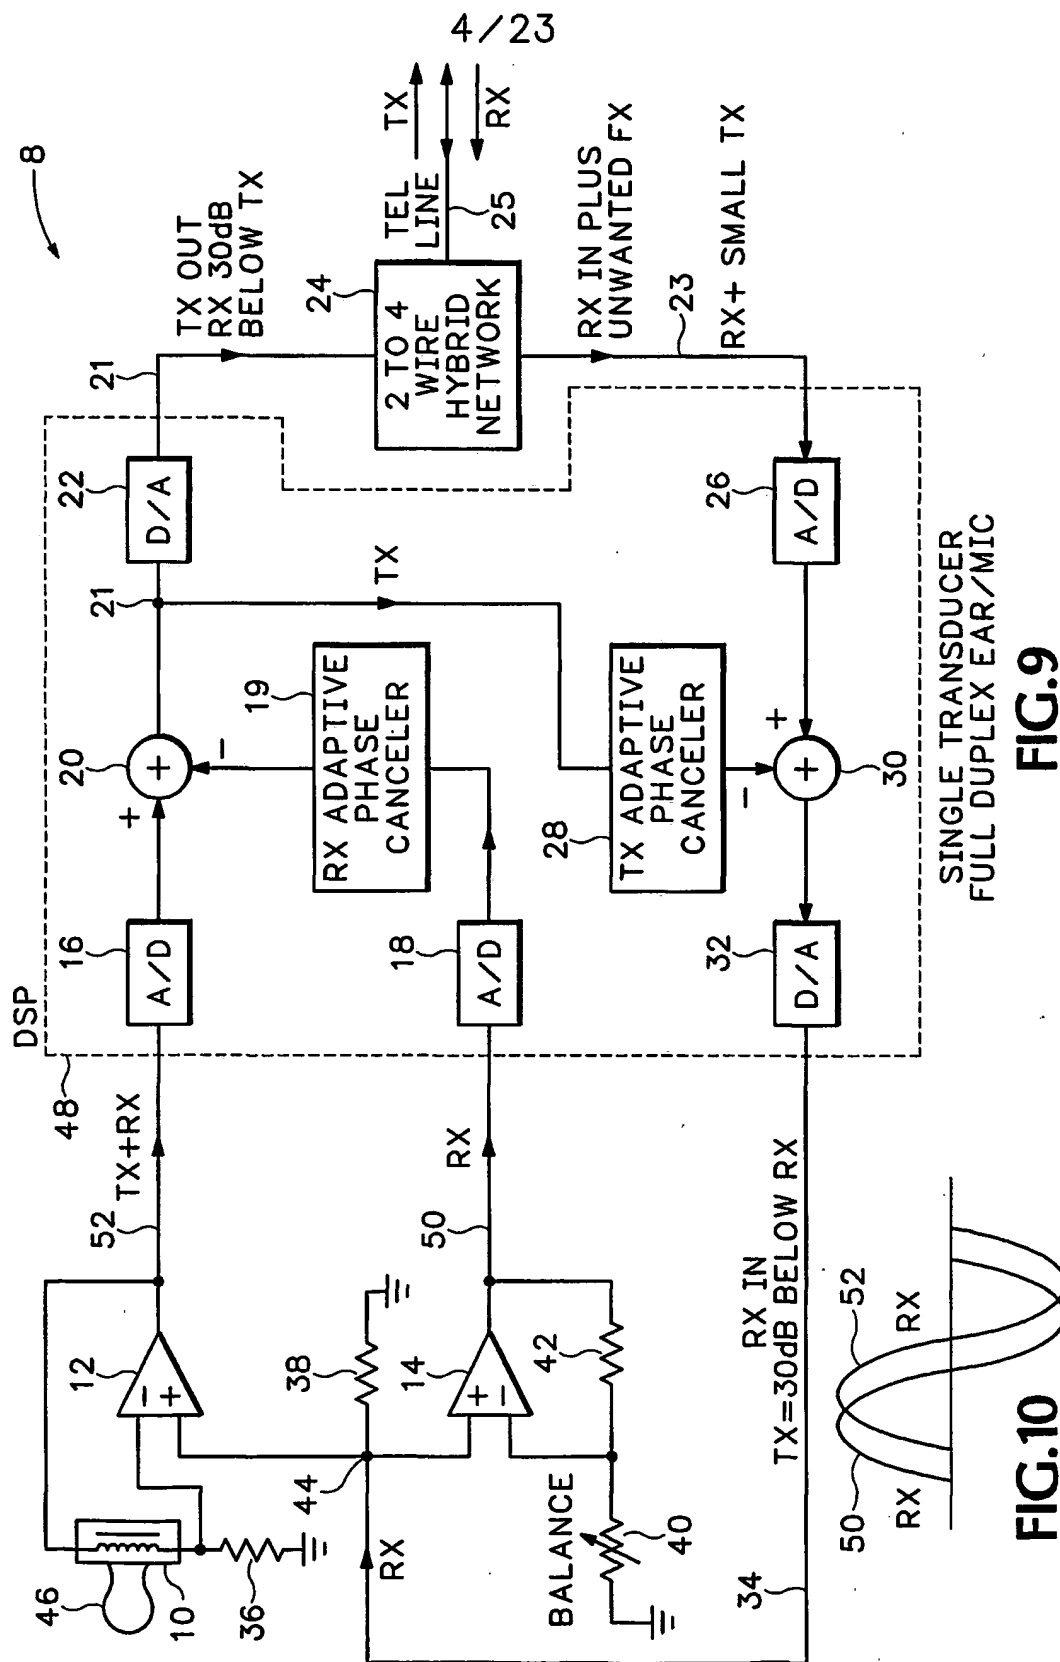 4/23
8
TX
TEL
LINE
25
RX
TX OUT
RX 30dB
BELOW TX
24
2 TO 4
WIRE
HYBRID
NETWORK
RX IN PLUS
UNWANTED FX
23
RX+ SMALL TX
21
22
D/A
21
TX
26
A/D
20
+
+
−
19
RX ADAPTIVE
PHASE
CANCELER
28
TX ADAPTIVE
PHASE
CANCELER
+
−
+
30
16
A/D
18
A/D
32
D/A
DSP
48
TX+RX
52
RX
50
RX IN
TX=30dB BELOW RX
12
−
+
38
14
+
−
42
44
46
10
36
RX
BALANCE
40
34
SINGLE TRANSDUCER
FULL DUPLEX EAR/MIC
FIG.9
50
RX
RX
52
FIG.10